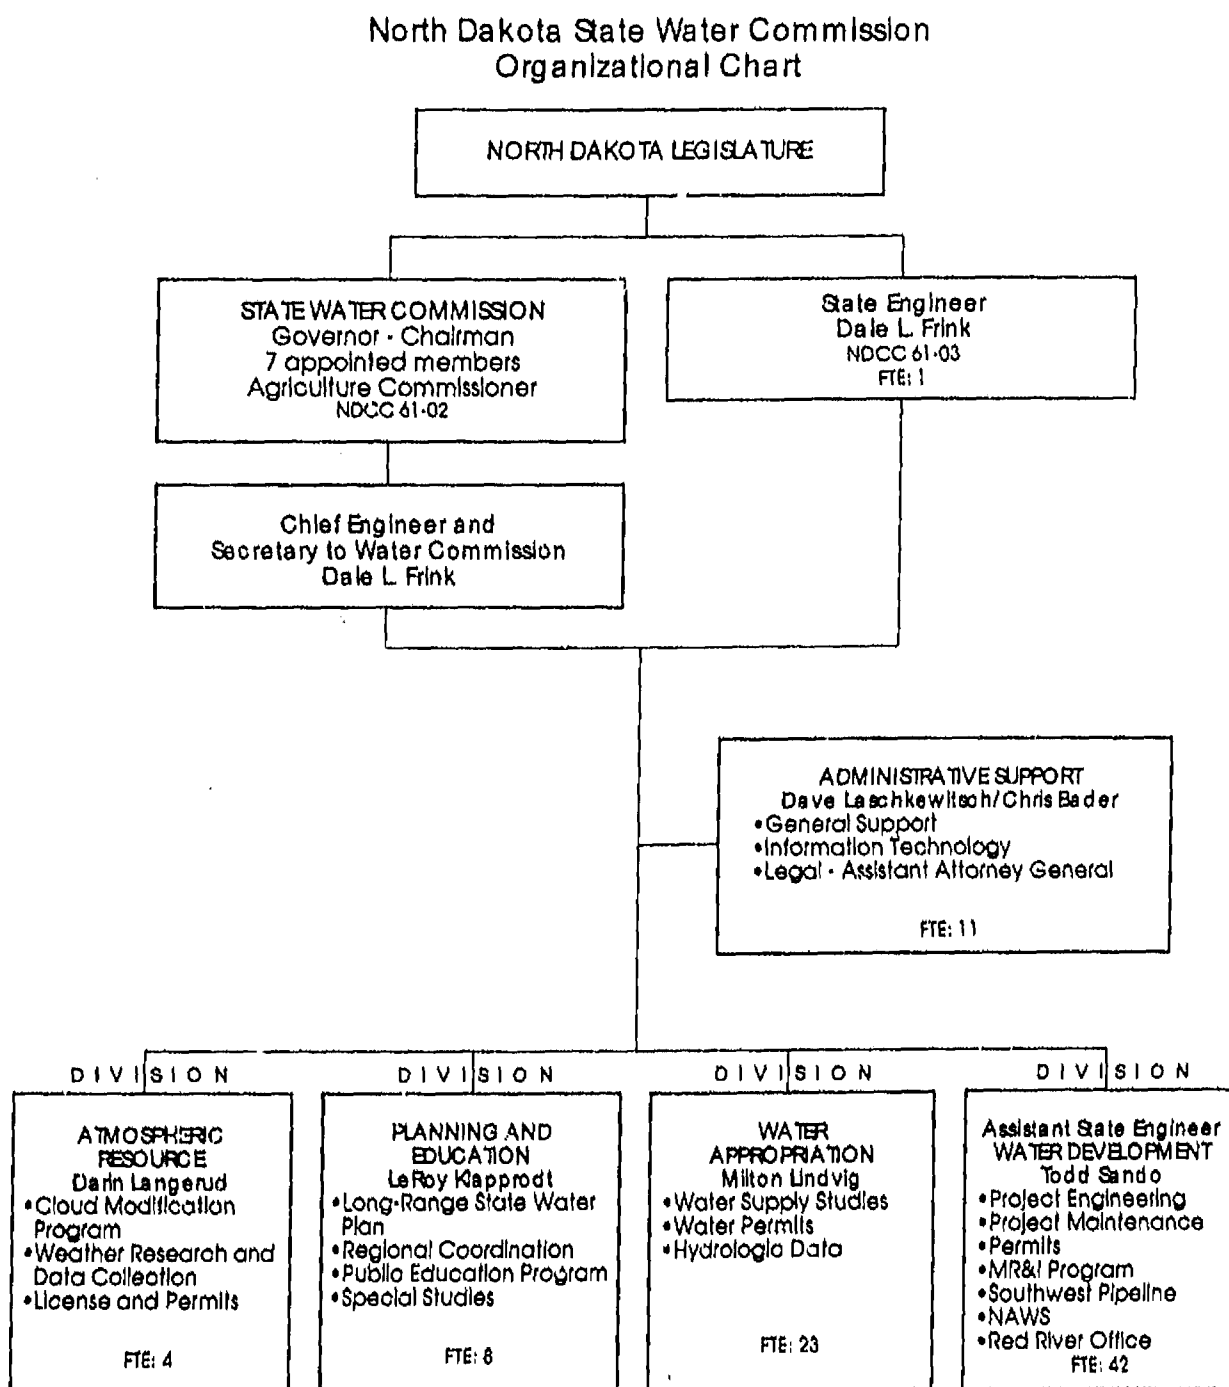 North Dakota State Water Commission
Organizational Chart
NORTH DAKOTA LEGISLATURE
STATE WATER COMMISSION
Governor - Chairman
7 appointed members
Agriculture Commissioner
NDCC 61-02
State Engineer
Dale L. Frink
NDCC 61-03
FTE: 1
Chief Engineer and
Secretary to Water Commission
Dale L. Frink
ADMINISTRATIVE SUPPORT
Dave Laschkewitsch/Chris Bader
•General Support
•Information Technology
•Legal - Assistant Attorney General
FTE: 11
DIVISION
ATMOSPHERIC
RESOURCE
Darin Langerud
•Cloud Modification
Program
•Weather Research and
Data Collection
•License and Permits
FTE: 4
DIVISION
PLANNING AND
EDUCATION
LeRoy Klapprodt
•Long-Range State Water
Plan
•Regional Coordination
•Public Education Program
•Special Studies
FTE: 8
DIVISION
WATER
APPROPRIATION
Milton Lindvig
•Water Supply Studies
•Water Permits
•Hydrologic Data
FTE: 23
DIVISION
Assistant State Engineer
WATER DEVELOPMENT
Todd Sando
•Project Engineering
•Project Maintenance
•Permits
•MR&I Program
•Southwest Pipeline
•NAWS
•Red River Office
FTE: 42